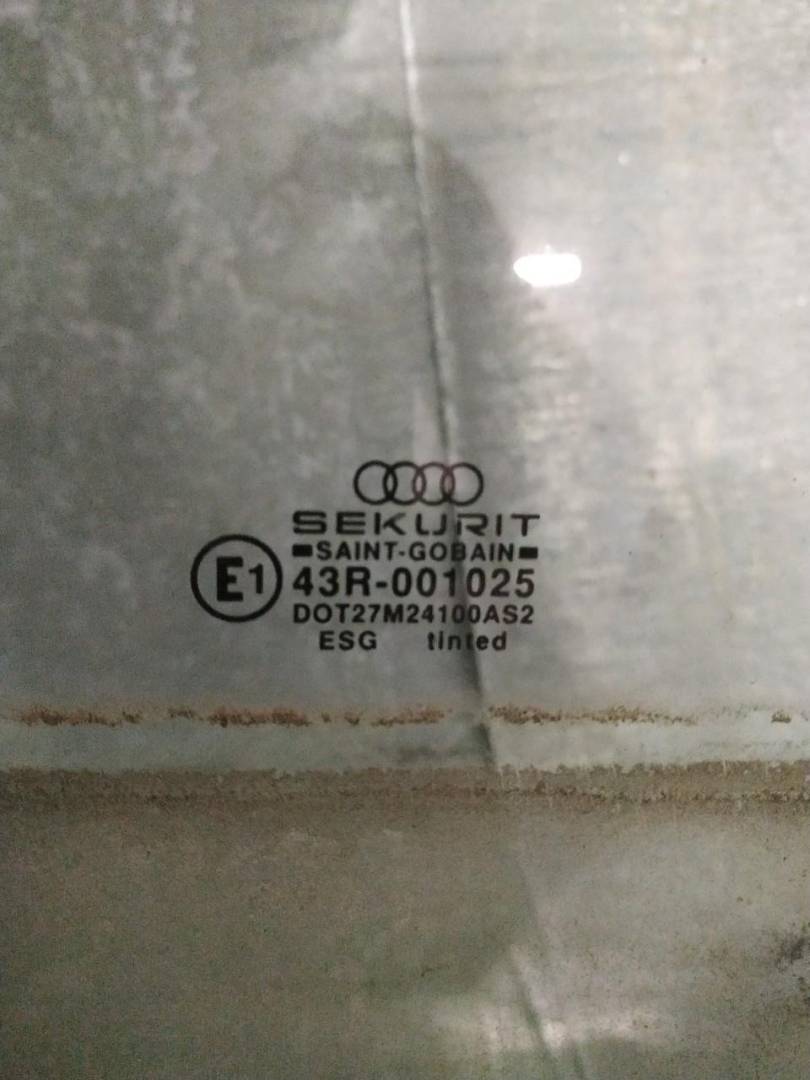 SEKURIT
SAINT-GOBAIN
E1 43R-001025
DOT27M24100AS2
ESG tinted